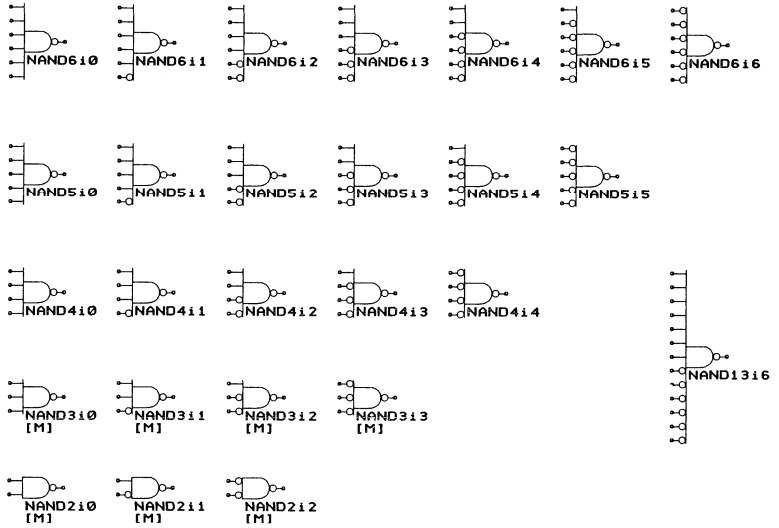 NAND6i0 NAND6i1 NAND6i2 NAND6i3 NAND6i4 NAND6i5 NAND6i6
NAND5i0 NAND5i1 NAND5i2 NAND5i3 NAND5i4 NAND5i5
NAND4i0 NAND4i1 NAND4i2 NAND4i3 NAND4i4
NAND13i6
NAND3i0 NAND3i1 NAND3i2 NAND3i3
[M] [M] [M] [M]
NAND2i0 NAND2i1 NAND2i2
[M] [M] [M]